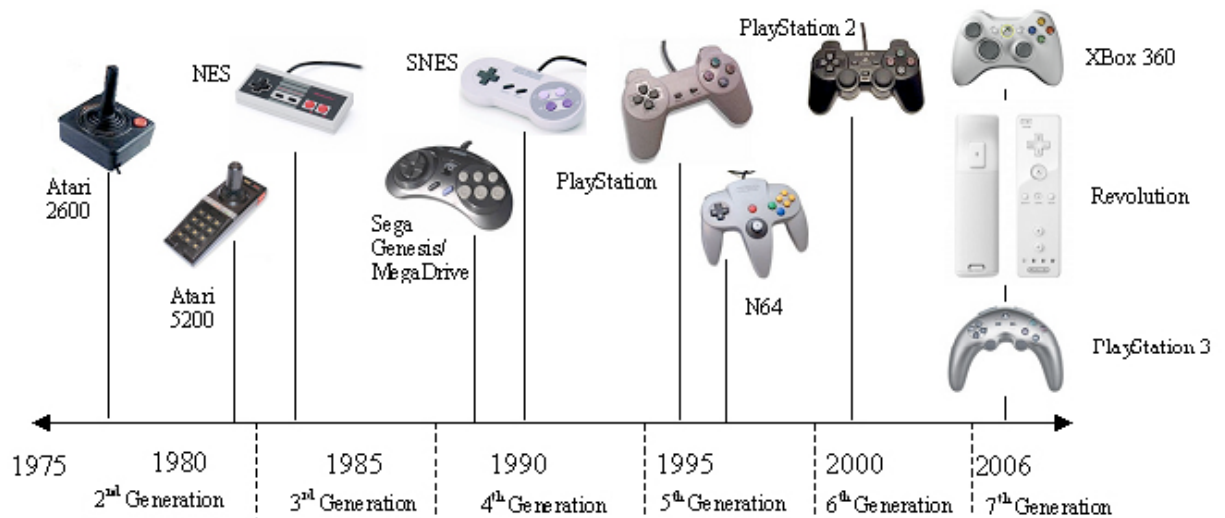 PlayStation 2
NES
SNES
XBox 360
Atari
2600
PlayStation
Revolution
Sega
Genesis/
MegaDrive
Atari
5200
N64
PlayStation 3
1975
1980
1985
1990
1995
2000
2006
2nd Generation
3rd Generation
4th Generation
5th Generation
6th Generation
7th Generation